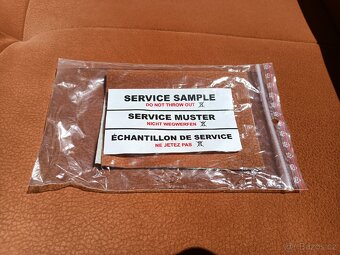 SERVICE SAMPLE
DO NOT THROW OUT
SERVICE MUSTER
NICHT WEGWERFEN
ÉCHANTILLON DE SERVICE
NE JETEZ PAS